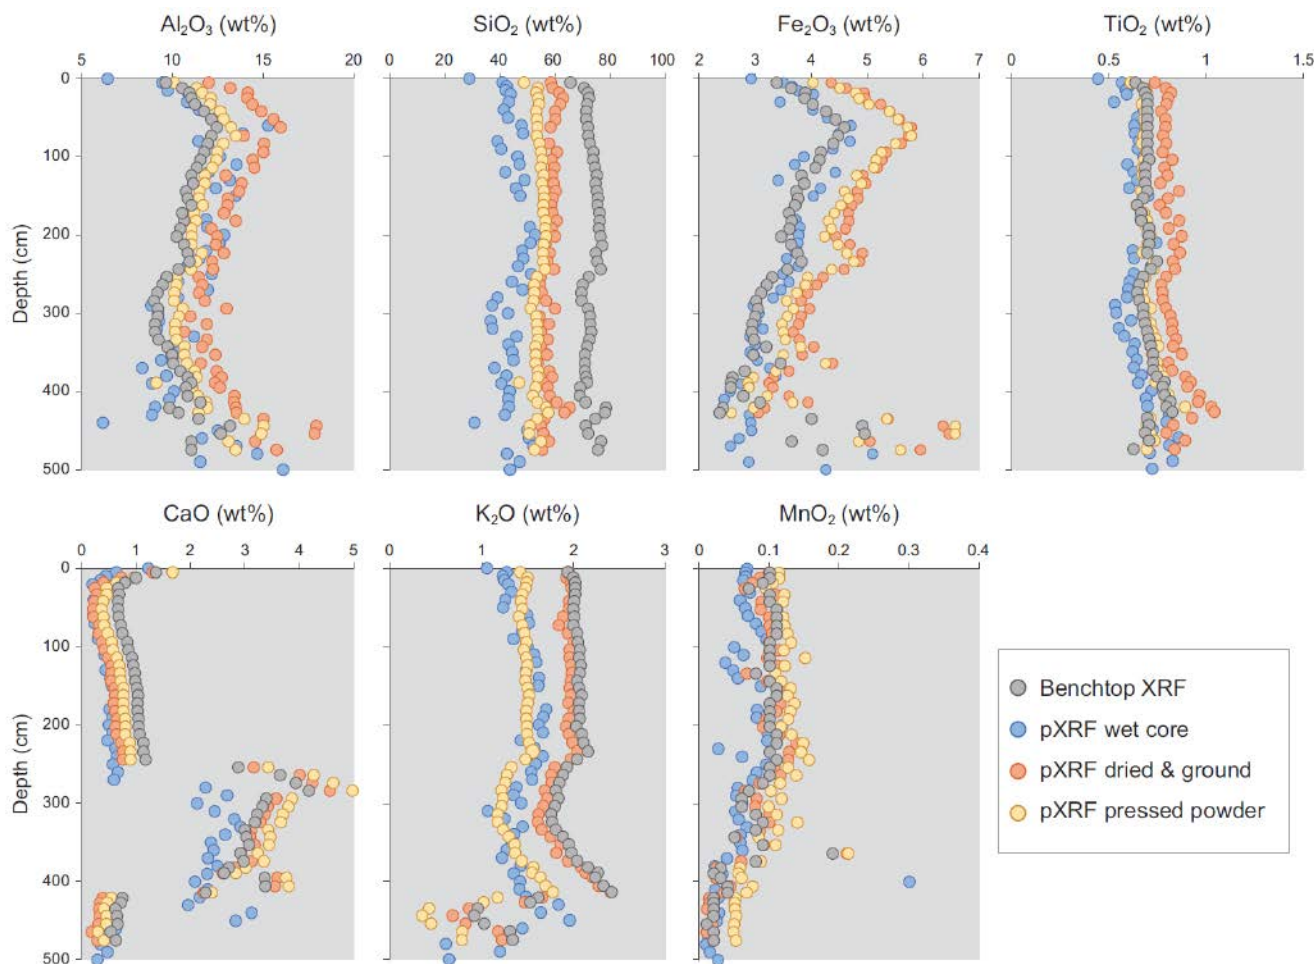 Al₂O₃ (wt%)
SiO₂ (wt%)
Fe₂O₃ (wt%)
TiO₂ (wt%)
5 10 15 20
0 20 40 60 80 100
2 3 4 5 6 7
0 0.5 1 1.5
0
100
200
300
400
500
Depth (cm)
CaO (wt%)
K₂O (wt%)
MnO₂ (wt%)
0 1 2 3 4 5
0 1 2 3
0 0.1 0.2 0.3 0.4
0
100
200
300
400
500
Depth (cm)
Benchtop XRF
pXRF wet core
pXRF dried & ground
pXRF pressed powder